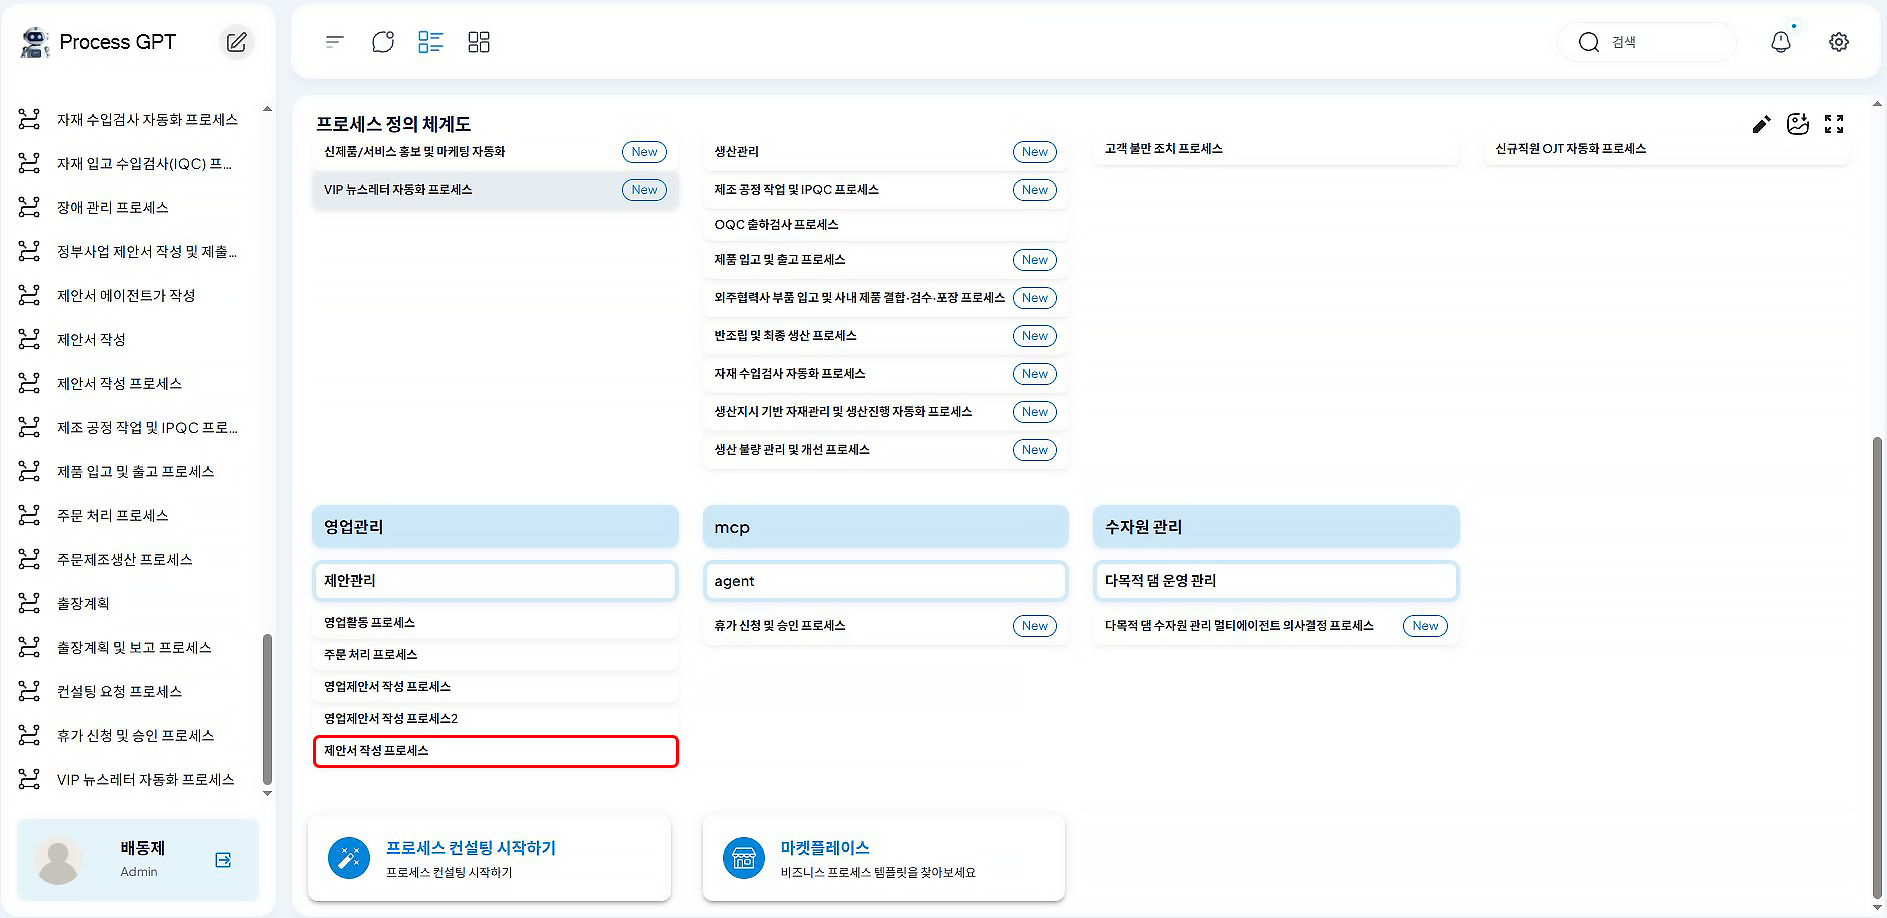 Process GPT
검색
자재 수입검사 자동화 프로세스
자재 입고 수입검사(IQC) 프...
장애 관리 프로세스
정부사업 제안서 작성 및 제출...
제안서 에이전트가 작성
제안서 작성
제안서 작성 프로세스
제조 공정 작업 및 IPQC 프로...
제품 입고 및 출고 프로세스
주문 처리 프로세스
주문제조생산 프로세스
출장계획
출장계획 및 보고 프로세스
컨설팅 요청 프로세스
휴가 신청 및 승인 프로세스
VIP 뉴스레터 자동화 프로세스
배동제
Admin
프로세스 정의 체계도
신제품/서비스 홍보 및 마케팅 자동화 New
VIP 뉴스레터 자동화 프로세스 New
생산관리 New
제조 공정 작업 및 IPQC 프로세스 New
OQC 출하검사 프로세스
제품 입고 및 출고 프로세스 New
외주협력사 부품 입고 및 사내 제품 결합·검수·포장 프로세스 New
반조립 및 최종 생산 프로세스 New
자재 수입검사 자동화 프로세스 New
생산지시 기반 자재관리 및 생산진행 자동화 프로세스 New
생산 불량 관리 및 개선 프로세스 New
고객 불만 조치 프로세스
신규직원 OJT 자동화 프로세스
영업관리
제안관리
영업활동 프로세스
주문 처리 프로세스
영업제안서 작성 프로세스
영업제안서 작성 프로세스2
제안서 작성 프로세스
mcp
agent
휴가 신청 및 승인 프로세스 New
수자원 관리
다목적 댐 운영 관리
다목적 댐 수자원 관리 멀티에이전트 의사결정 프로세스 New
프로세스 컨설팅 시작하기
프로세스 컨설팅 시작하기
마켓플레이스
비즈니스 프로세스 템플릿을 찾아보세요